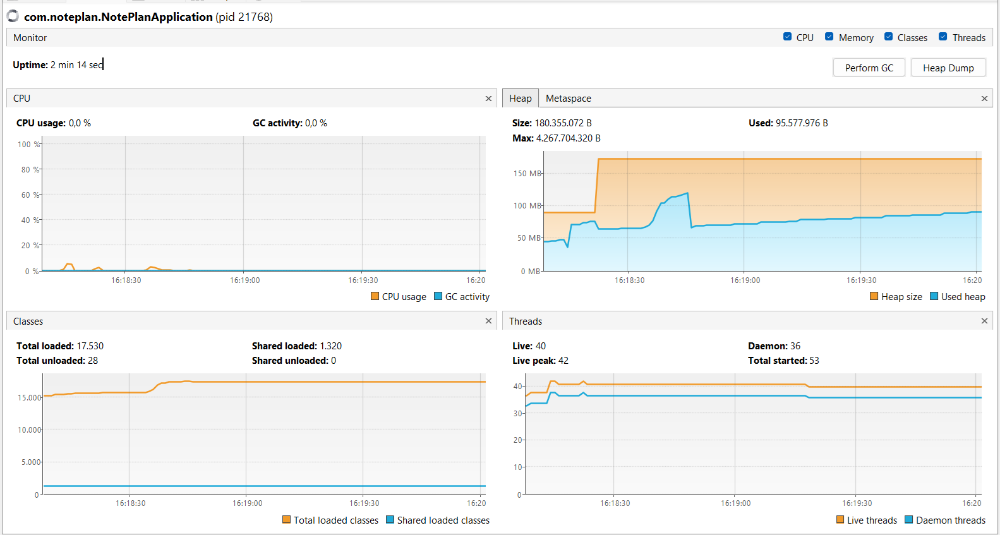 com.noteplan.NotePlanApplication (pid 21768)
Monitor
CPU Memory Classes Threads
Uptime: 2 min 14 sec
Perform GC Heap Dump
CPU
CPU usage: 0,0 % GC activity: 0,0 %
100 %
80 %
60 %
40 %
20 %
0 %
16:18:30 16:19:00 16:19:30 16:20
CPU usage GC activity
Heap Metaspace
Size: 180.355.072 B Used: 95.577.976 B
Max: 4.267.704.320 B
150 MB
100 MB
50 MB
0 MB
16:18:30 16:19:00 16:19:30 16:20
Heap size Used heap
Classes
Total loaded: 17.530 Shared loaded: 1.320
Total unloaded: 28 Shared unloaded: 0
15.000
10.000
5.000
0
16:18:30 16:19:00 16:19:30 16:20
Total loaded classes Shared loaded classes
Threads
Live: 40 Daemon: 36
Live peak: 42 Total started: 53
40
30
20
10
0
16:18:30 16:19:00 16:19:30 16:20
Live threads Daemon threads